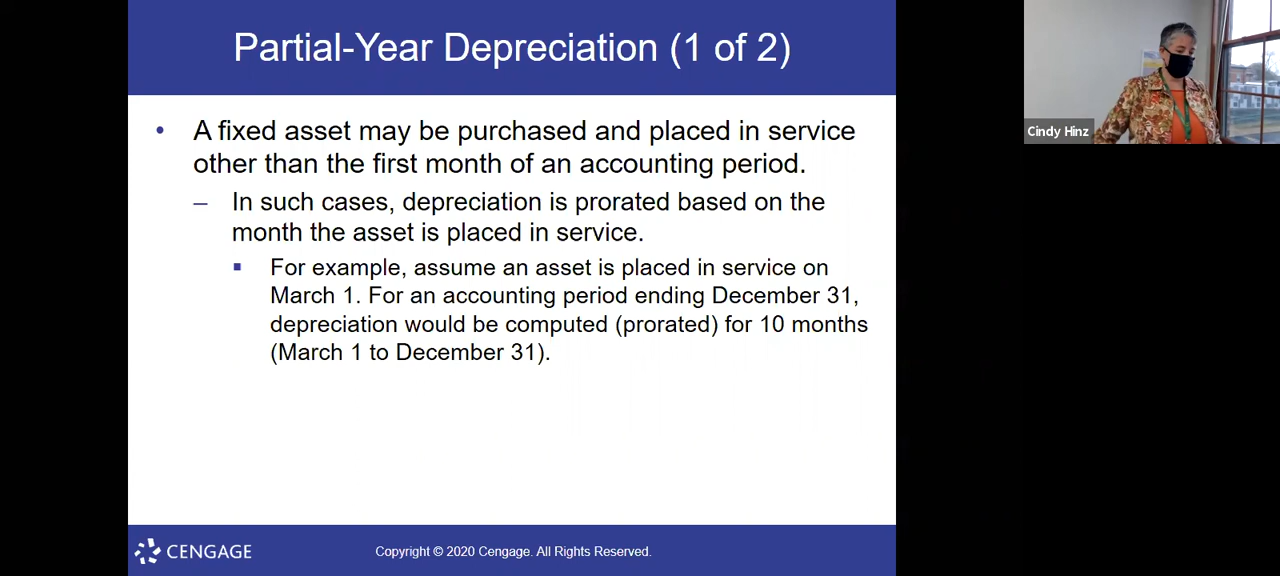 Partial-Year Depreciation (1 of 2)
• A fixed asset may be purchased and placed in service
other than the first month of an accounting period.
– In such cases, depreciation is prorated based on the
month the asset is placed in service.
▪ For example, assume an asset is placed in service on
March 1. For an accounting period ending December 31,
depreciation would be computed (prorated) for 10 months
(March 1 to December 31).
CENGAGE
Copyright © 2020 Cengage. All Rights Reserved.
Cindy Hinz